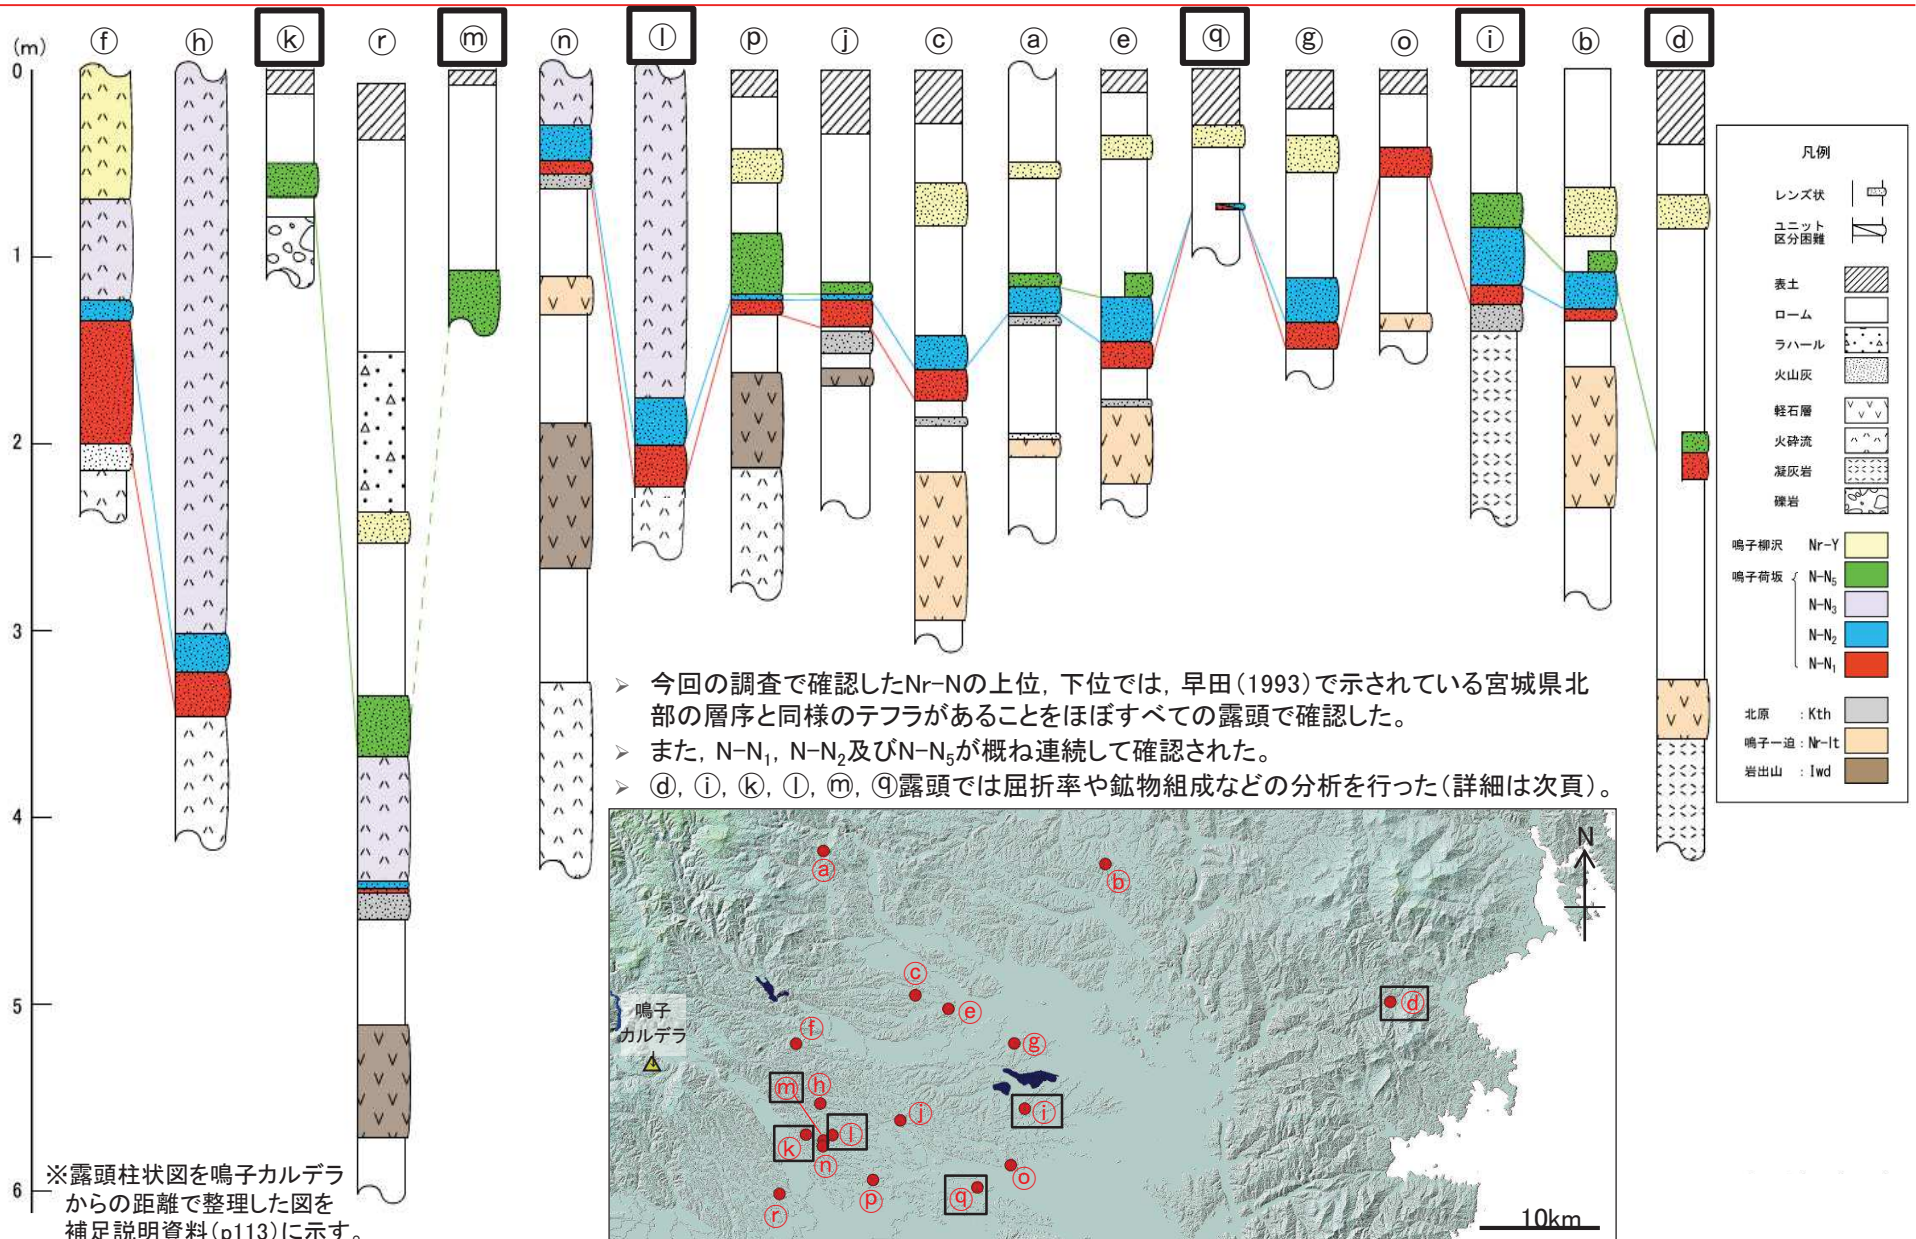 (m)
ⓕ ⓗ ⓚ ⓡ ⓜ ⓝ ⓛ ⓟ ⓙ ⓒ ⓐ ⓔ ⓠ ⓖ ⓞ ⓘ ⓑ ⓓ
0
1
2
3
4
5
6
凡例
レンズ状
ユニット
区分困難
表土
ローム
ラハール
火山灰
軽石層
火砕流
凝灰岩
礫岩
鳴子柳沢 Nr-Y
鳴子荷坂 N-N₅
N-N₃
N-N₂
N-N₁
北原 :Kth
鳴子一迫:Nr-It
岩出山 :Iwd
➢ 今回の調査で確認したNr-Nの上位,下位では,早田(1993)で示されている宮城県北
部の層序と同様のテフラがあることをほぼすべての露頭で確認した。
➢ また,N-N₁,N-N₂及びN-N₅が概ね連続して確認された。
➢ ⓓ,ⓘ,ⓚ,ⓛ,ⓜ,ⓠ露頭では屈折率や鉱物組成などの分析を行った(詳細は次頁)。
N
ⓐ
ⓑ
ⓒ
ⓓ
ⓔ
鳴子
カルデラ
ⓕ
ⓖ
ⓜ ⓗ
ⓘ
ⓙ
ⓚ ⓛ
ⓝ
ⓞ
ⓟ
ⓠ
ⓡ
10km
※露頭柱状図を鳴子カルデラ
からの距離で整理した図を
補足説明資料(p113)に示す。